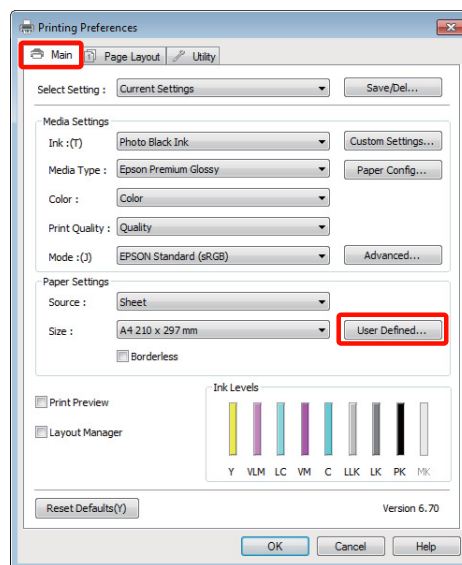 Printing Preferences
Main Page Layout Utility
Select Setting : Current Settings Save/Del...
Media Settings
Ink :(T) Photo Black Ink Custom Settings...
Media Type : Epson Premium Glossy Paper Config...
Color : Color
Print Quality : Quality
Mode :(J) EPSON Standard (sRGB) Advanced...
Paper Settings
Source : Sheet
Size : A4 210 x 297 mm User Defined...
Borderless
Ink Levels
Print Preview
Layout Manager
Y VLM LC VM C LLK LK PK MK
Reset Defaults(Y) Version 6.70
OK Cancel Help